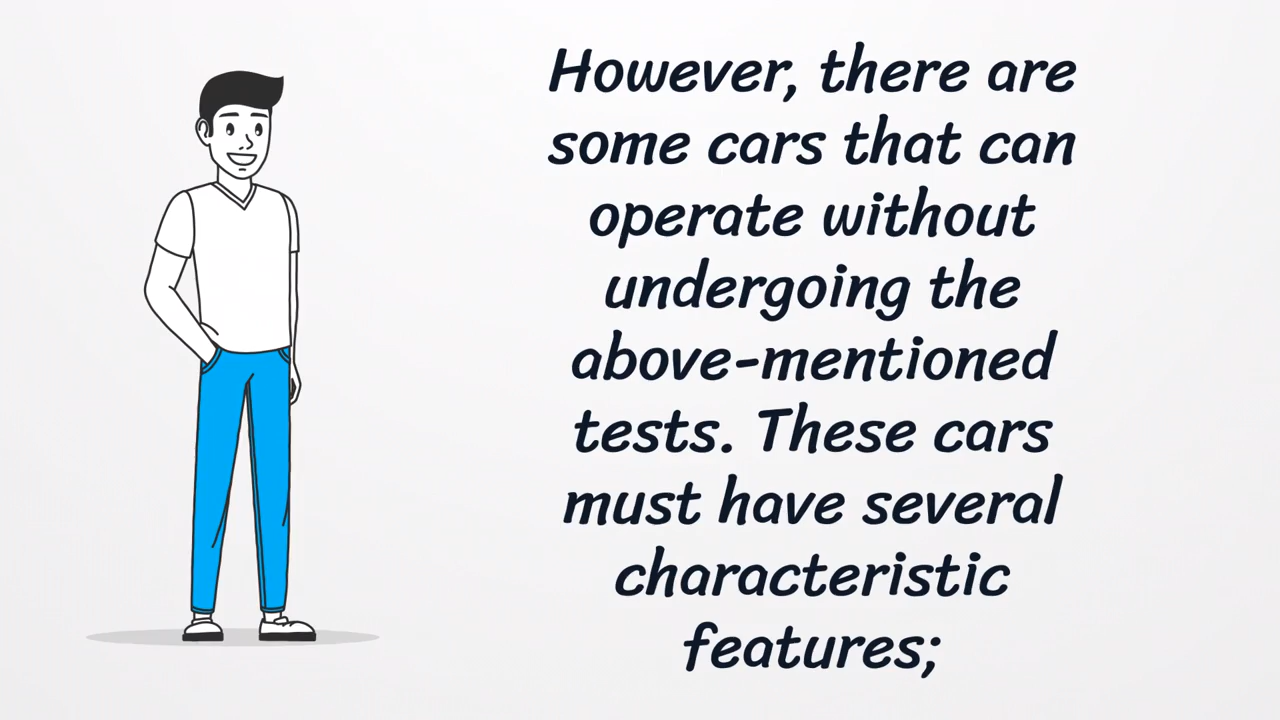 However, there are
some cars that can
operate without
undergoing the
above-mentioned
tests. These cars
must have several
characteristic
features;